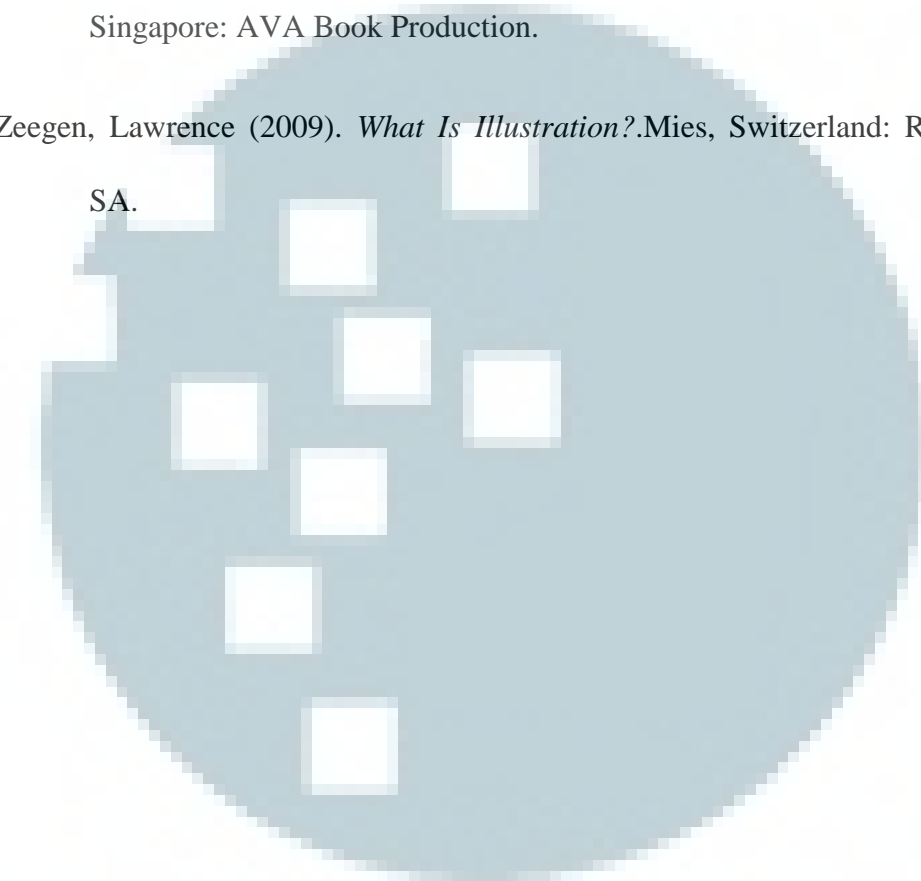 Singapore: AVA Book Production.
Zeegen, Lawrence (2009). What Is Illustration?.Mies, Switzerland: R
SA.